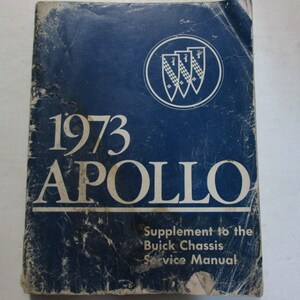 1973
APOLLO
Supplement to the
Buick Chassis
Service Manual